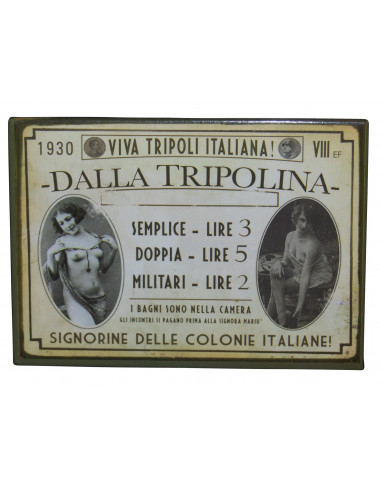 1930 VIVA TRIPOLI ITALIANA! VIII EF
-DALLA TRIPOLINA-
SEMPLICE - LIRE 3
DOPPIA - LIRE 5
MILITARI - LIRE 2
I BAGNI SONO NELLA CAMERA
GLI INCONTRI SI PAGANO PRIMA ALLA SIGNORA MARIU'
SIGNORINE DELLE COLONIE ITALIANE!